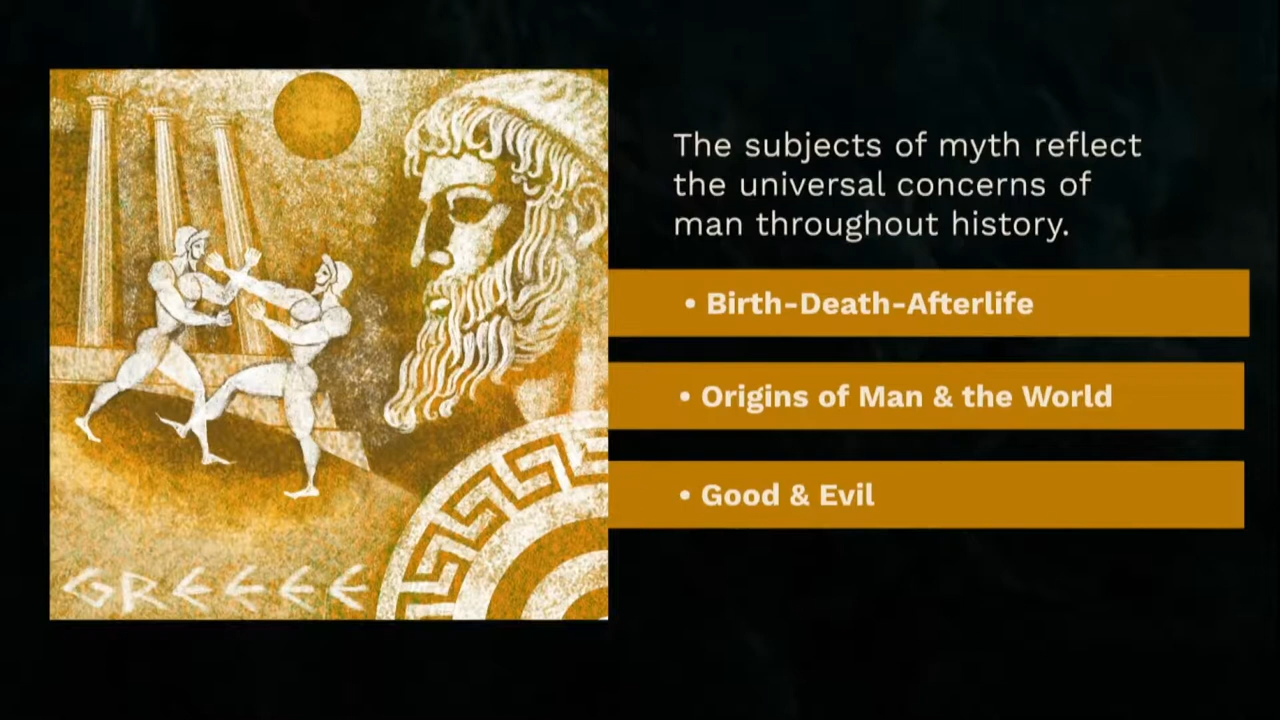 The subjects of myth reflect
the universal concerns of
man throughout history.
• Birth-Death-Afterlife
• Origins of Man & the World
• Good & Evil
GREEEE